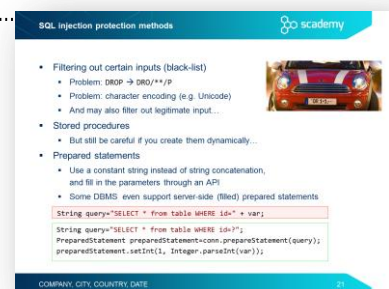 SQL injection protection methods
scademy
Filtering out certain inputs (black-list)
Problem: DROP → DRO/**/P
Problem: character encoding (e.g. Unicode)
And may also filter out legitimate input…
Stored procedures
But still be careful if you create them dynamically…
Prepared statements
Use a constant string instead of string concatenation,
and fill in the parameters through an API
Some DBMS even support server-side (filled) prepared statements
String query="SELECT * from table WHERE id=" + var;
String query="SELECT * from table WHERE id=?";
PreparedStatement preparedStatement=conn.prepareStatement(query);
preparedStatement.setInt(1, Integer.parseInt(var));
COMPANY, CITY, COUNTRY, DATE
21